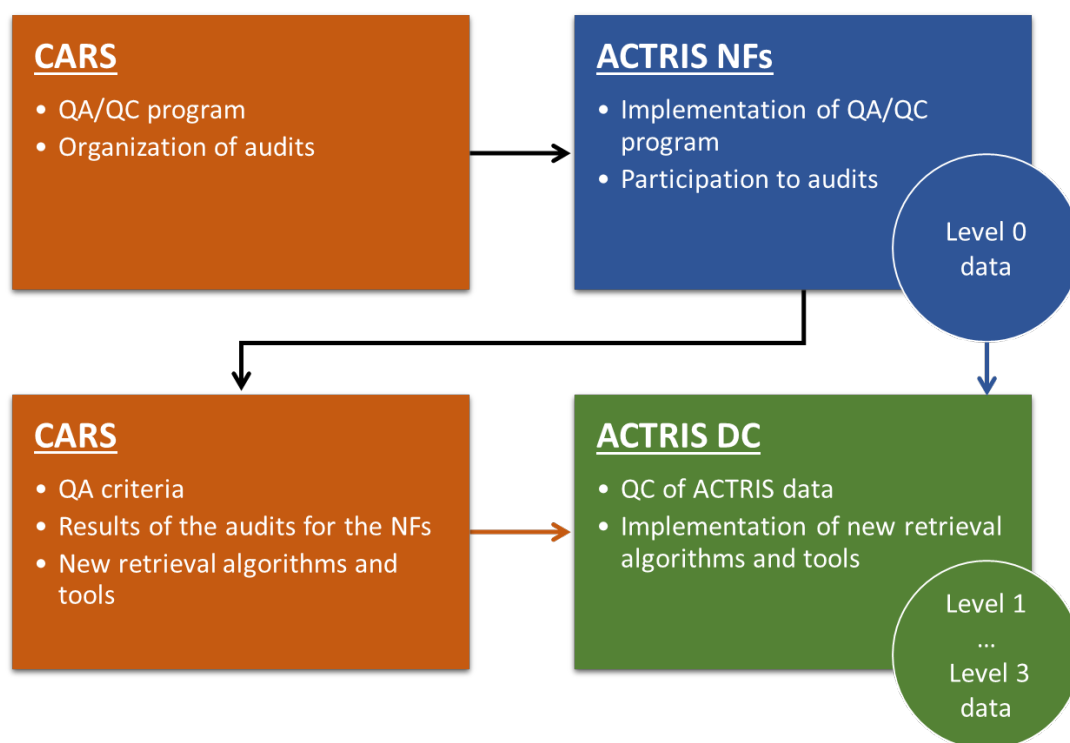 CARS
• QA/QC program
• Organization of audits
ACTRIS NFs
• Implementation of QA/QC
program
• Participation to audits
Level 0
data
CARS
• QA criteria
• Results of the audits for the NFs
• New retrieval algorithms and
tools
ACTRIS DC
• QC of ACTRIS data
• Implementation of new retrieval
algorithms and tools
Level 1
...
Level 3
data